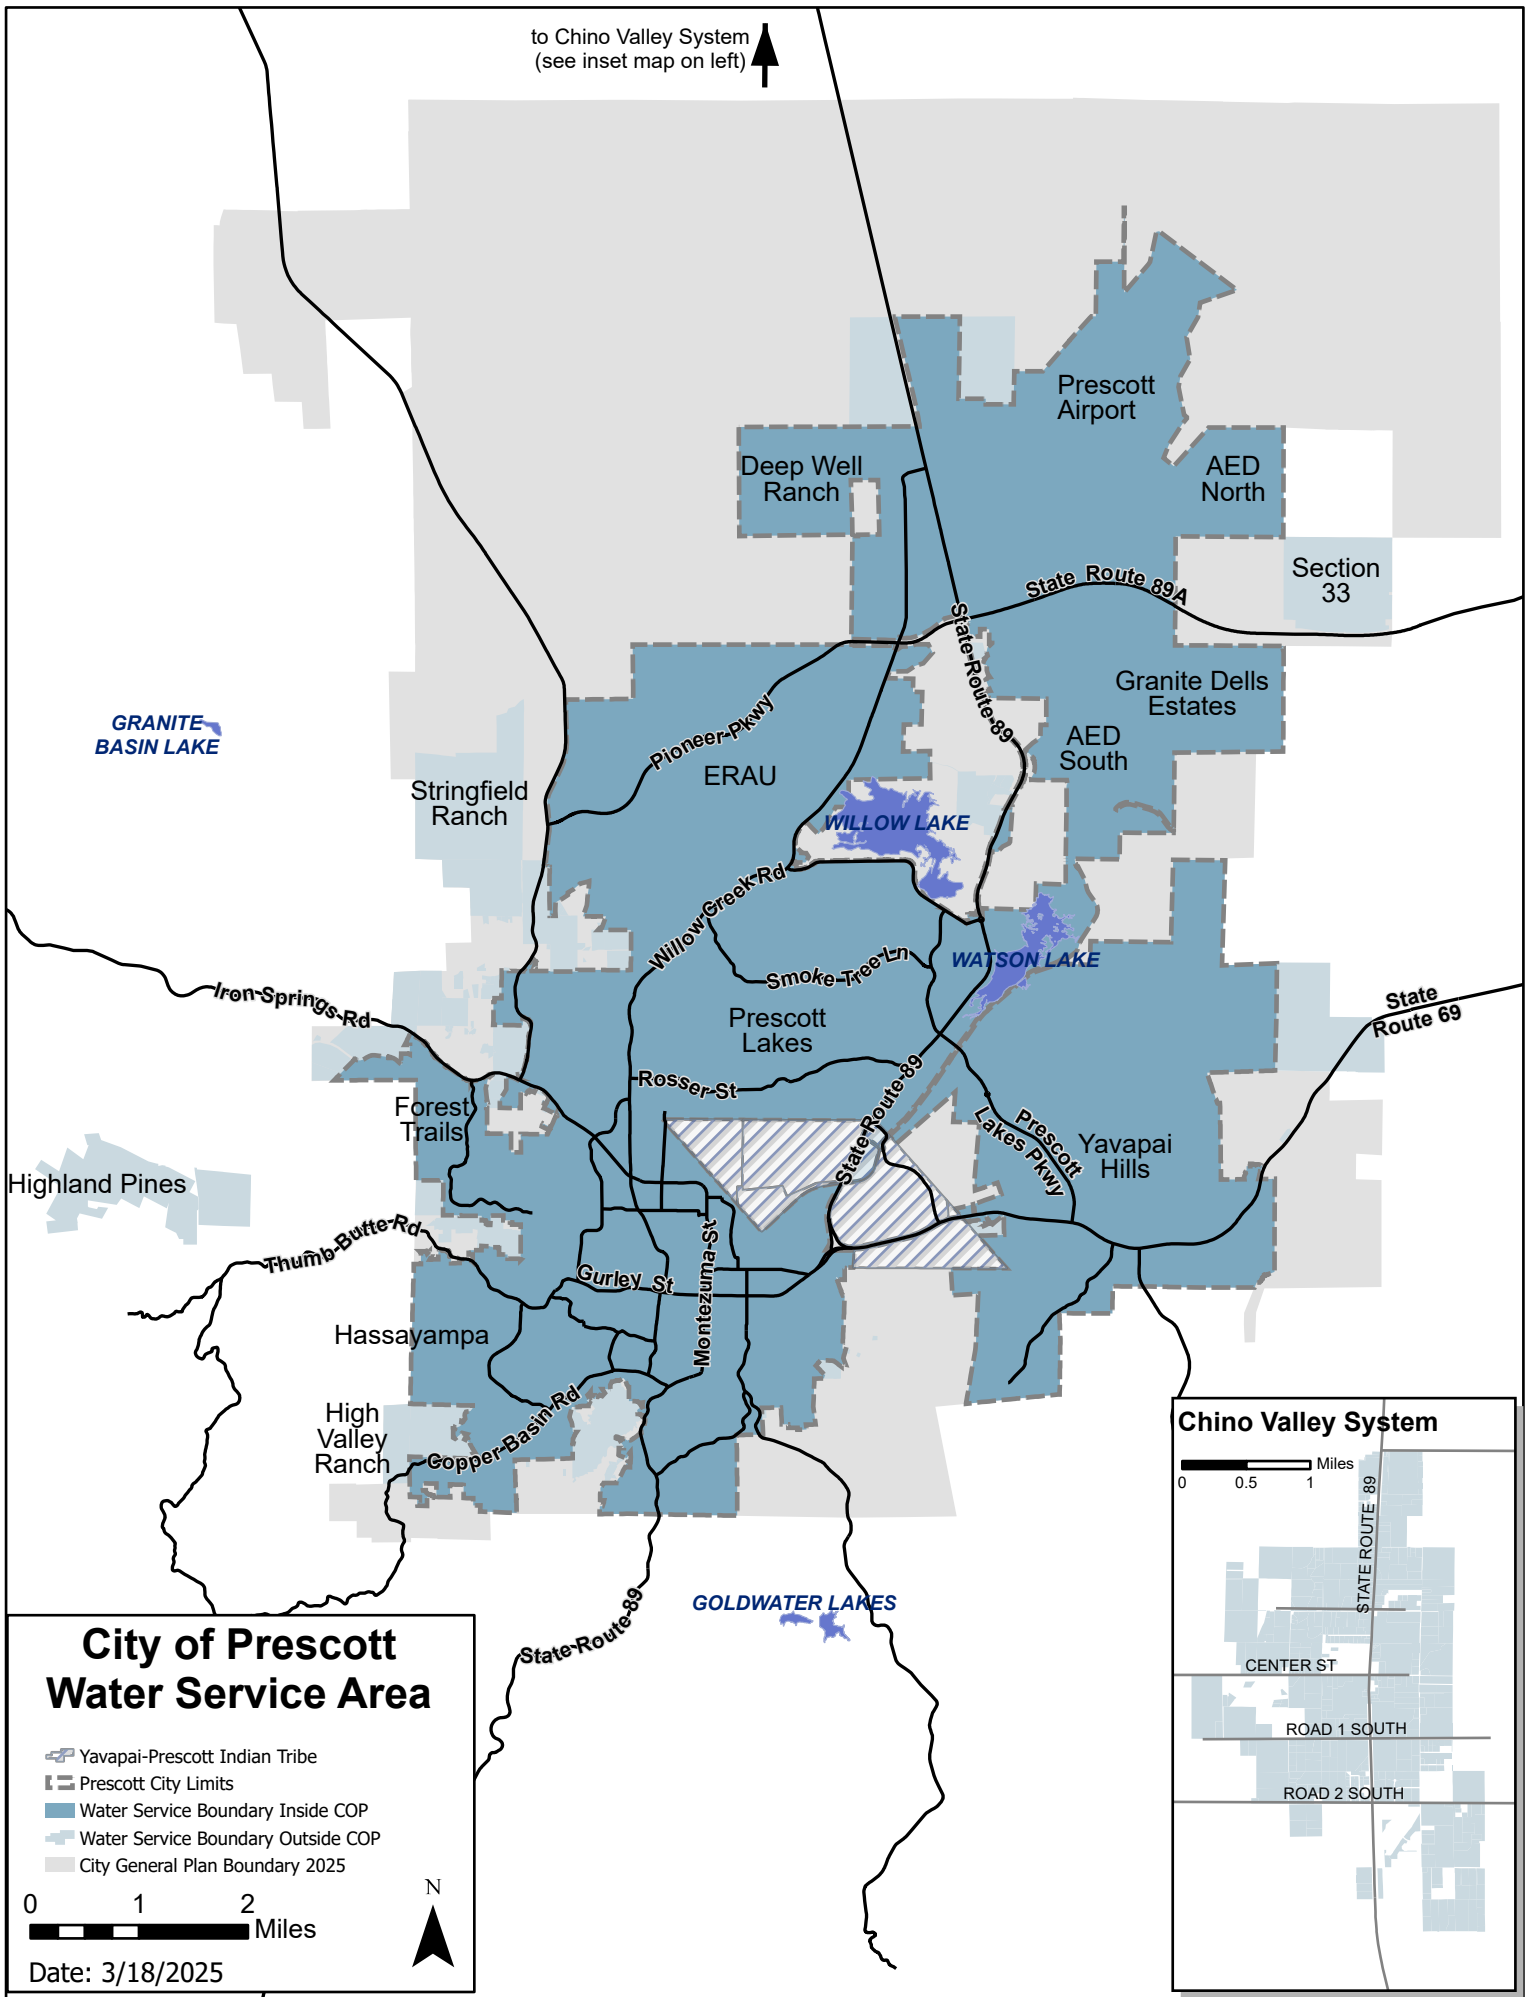 to Chino Valley System
(see inset map on left)
Prescott
Airport
Deep Well
Ranch
AED
North
Section
33
State Route 89A
State Route 89
Granite Dells
Estates
GRANITE
BASIN LAKE
Pioneer Pkwy
AED
South
ERAU
Stringfield
Ranch
WILLOW LAKE
Willow Creek Rd
Smoke Tree Ln
WATSON LAKE
Iron Springs Rd
State
Route 69
Prescott
Lakes
Rosser St
State Route 89
Forest
Trails
Prescott
Lakes Pkwy
Yavapai
Hills
Highland Pines
Thumb Butte Rd
Gurley St
Montezuma St
Hassayampa
High
Valley
Ranch
Copper Basin Rd
Chino Valley System
0 0.5 1 Miles
STATE ROUTE 89
CENTER ST
ROAD 1 SOUTH
ROAD 2 SOUTH
GOLDWATER LAKES
State Route 89
City of Prescott
Water Service Area
Yavapai-Prescott Indian Tribe
Prescott City Limits
Water Service Boundary Inside COP
Water Service Boundary Outside COP
City General Plan Boundary 2025
0 1 2
Miles
N
Date: 3/18/2025